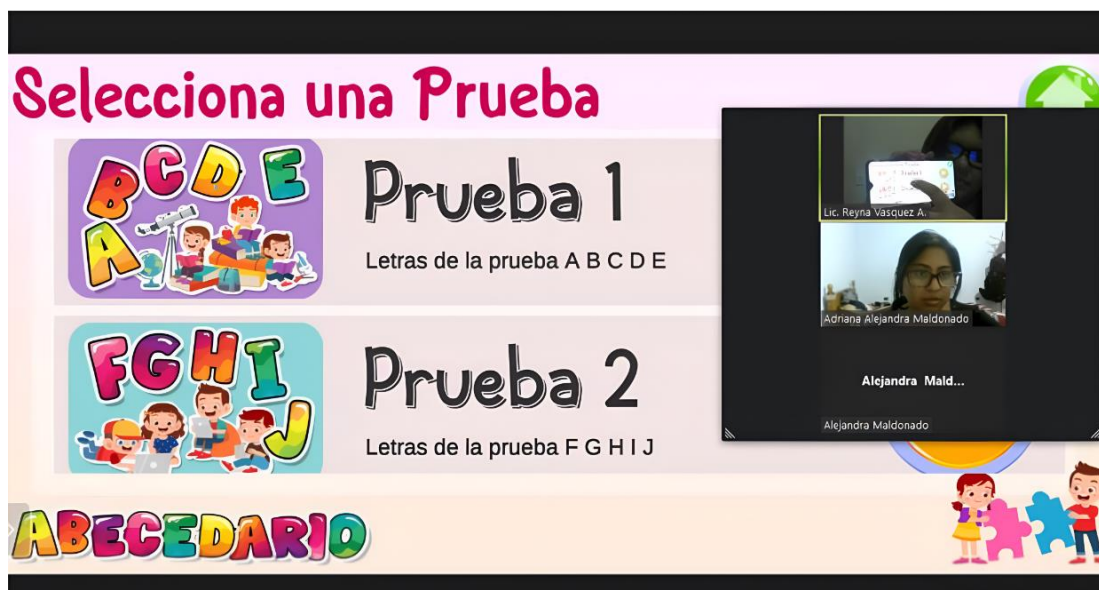 Selecciona una Prueba
B C D E
A
Prueba 1
Letras de la prueba A B C D E
F G H I
J
Prueba 2
Letras de la prueba F G H I J
ABECEDARIO
Lic. Reyna Vasquez A.
Adriana Alejandra Maldonado
Alejandra Mald...
Alejandra Maldonado